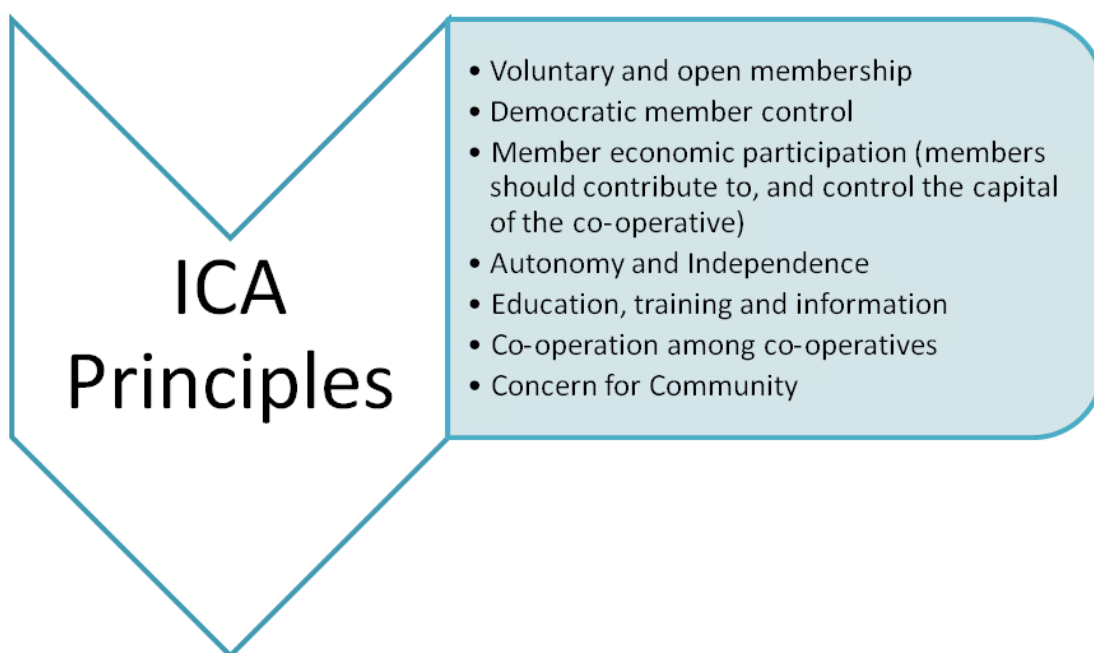 ICA
Principles
• Voluntary and open membership
• Democratic member control
• Member economic participation (members
should contribute to, and control the capital
of the co-operative)
• Autonomy and Independence
• Education, training and information
• Co-operation among co-operatives
• Concern for Community